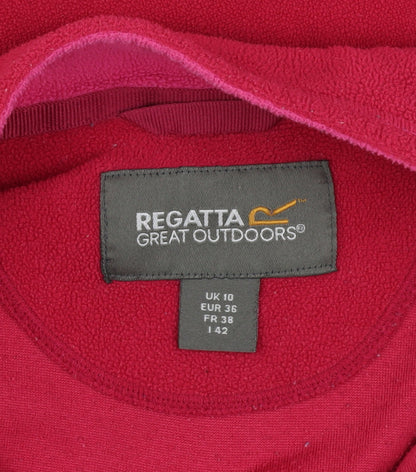 REGATTA
GREAT OUTDOORS®
UK 10
EUR 36
FR 38
I 42